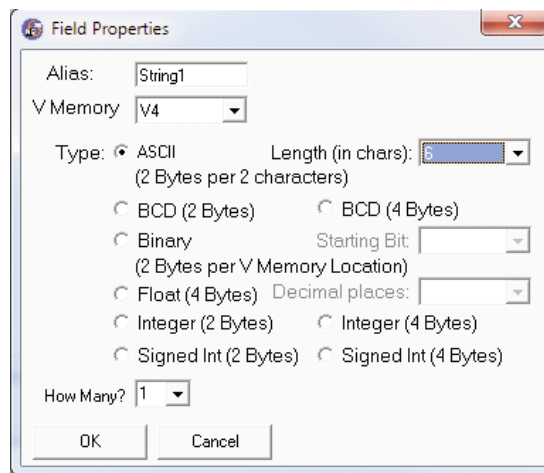 Field Properties
Alias: String1
V Memory V4
Type: ASCII Length (in chars): 6
(2 Bytes per 2 characters)
BCD (2 Bytes) BCD (4 Bytes)
Binary Starting Bit:
(2 Bytes per V Memory Location)
Float (4 Bytes) Decimal places:
Integer (2 Bytes) Integer (4 Bytes)
Signed Int (2 Bytes) Signed Int (4 Bytes)
How Many? 1
OK Cancel